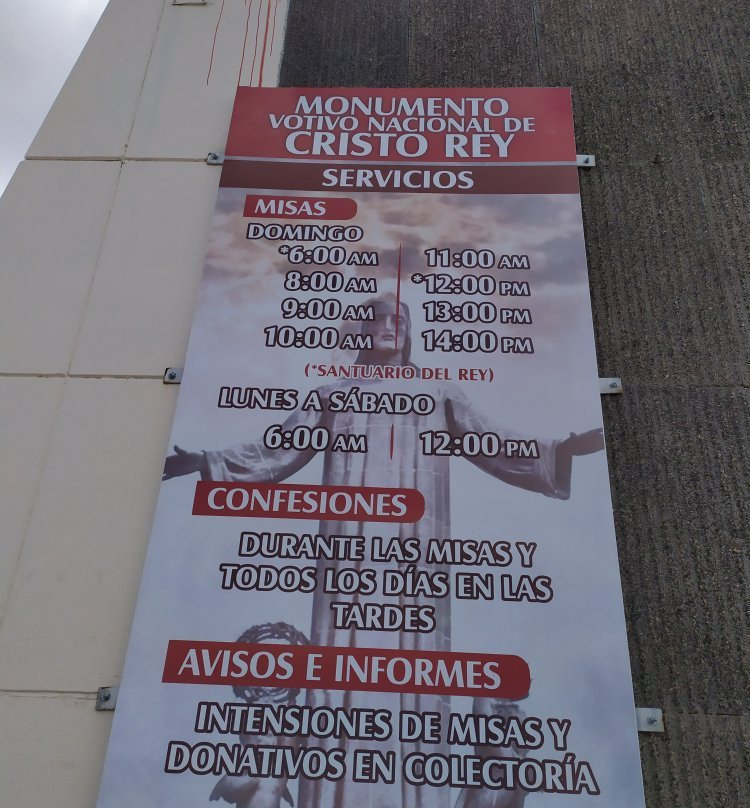 MONUMENTO
VOTIVO NACIONAL DE
CRISTO REY
SERVICIOS
MISAS
DOMINGO
*6:00 AM 11:00 AM
8:00 AM *12:00 PM
9:00 AM 13:00 PM
10:00 AM 14:00 PM
(*SANTUARIO DEL REY)
LUNES A SÁBADO
6:00 AM 12:00 PM
CONFESIONES
DURANTE LAS MISAS Y
TODOS LOS DÍAS EN LAS
TARDES
AVISOS E INFORMES
INTENSIONES DE MISAS Y
DONATIVOS EN COLECTORÍA